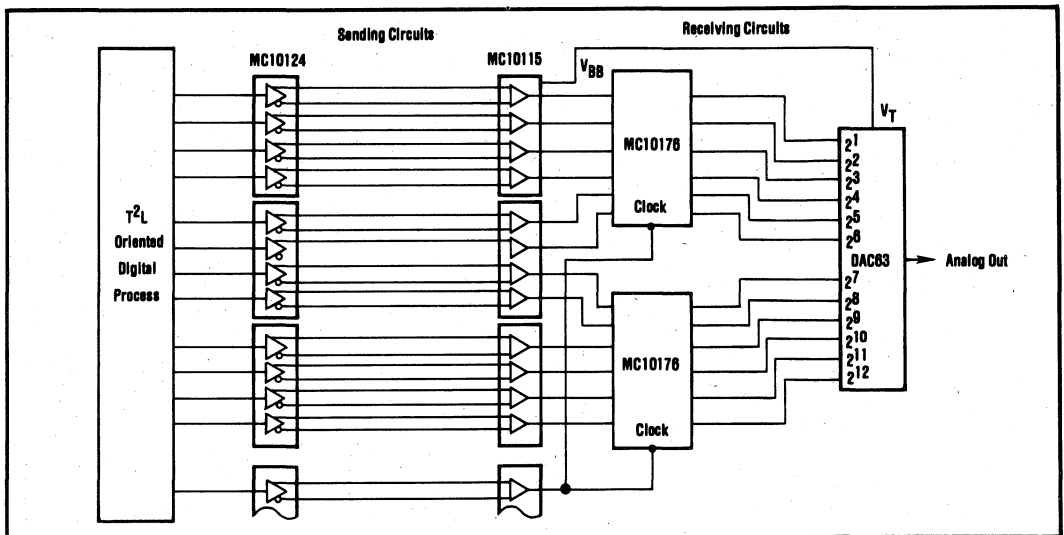 Sending Circuits
Receiving Circuits
MC10124
MC10115
V_BB
V_T
T²L
Oriented
Digital
Process
MC10176
Clock
2¹
2²
2³
2⁴
2⁵
2⁶
DAC63
Analog Out
2⁷
2⁸
2⁹
2¹⁰
2¹¹
2¹²
MC10176
Clock